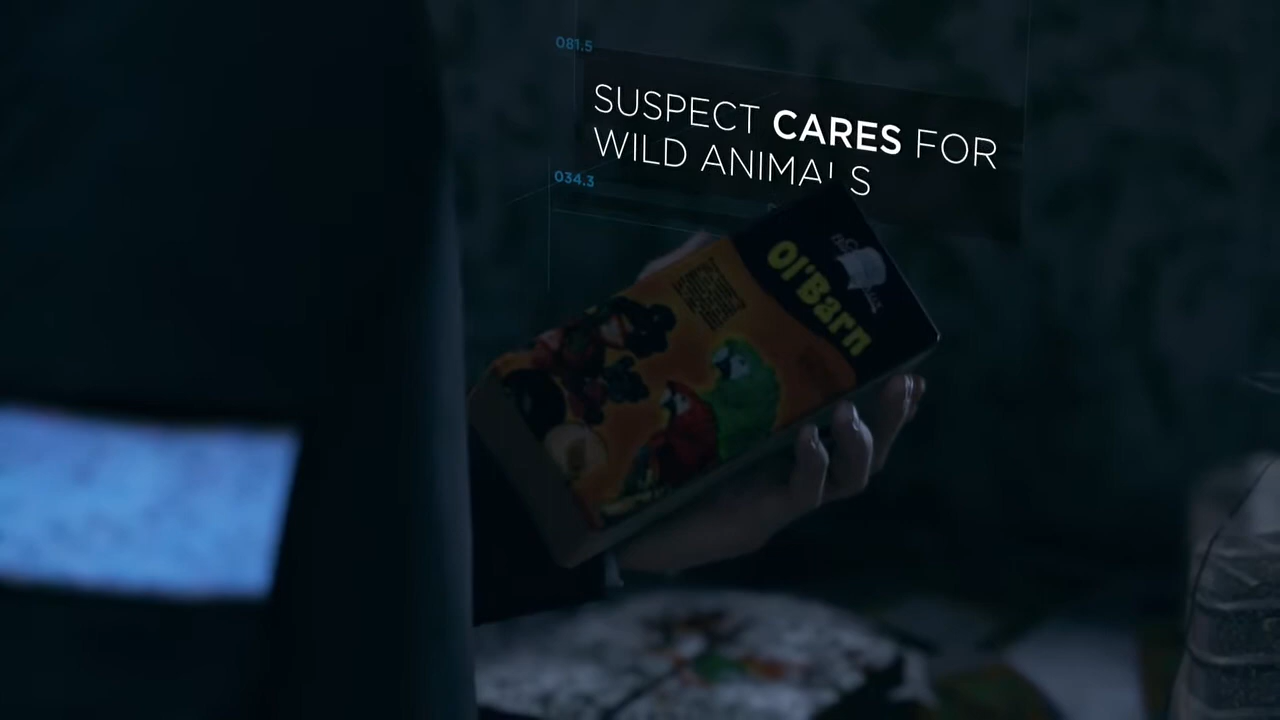 081.5
SUSPECT CARES FOR
WILD ANIMALS
034.3
Ol'Barn